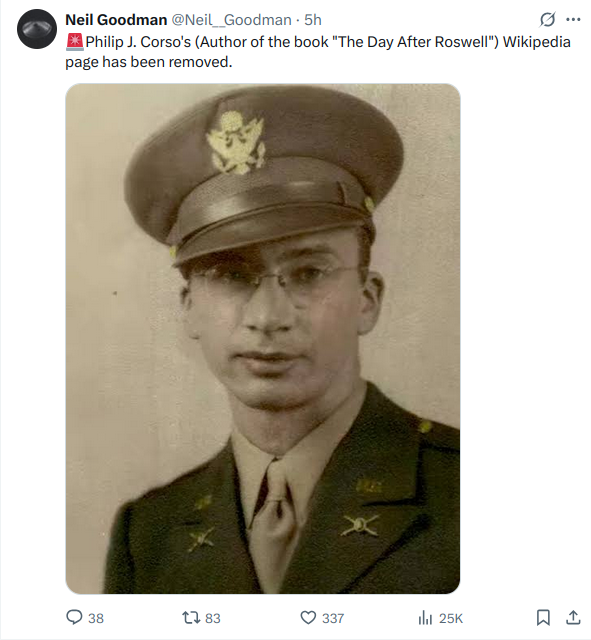 Neil Goodman @Neil__Goodman · 5h
🚨Philip J. Corso's (Author of the book "The Day After Roswell") Wikipedia
page has been removed.
38 83 337 25K